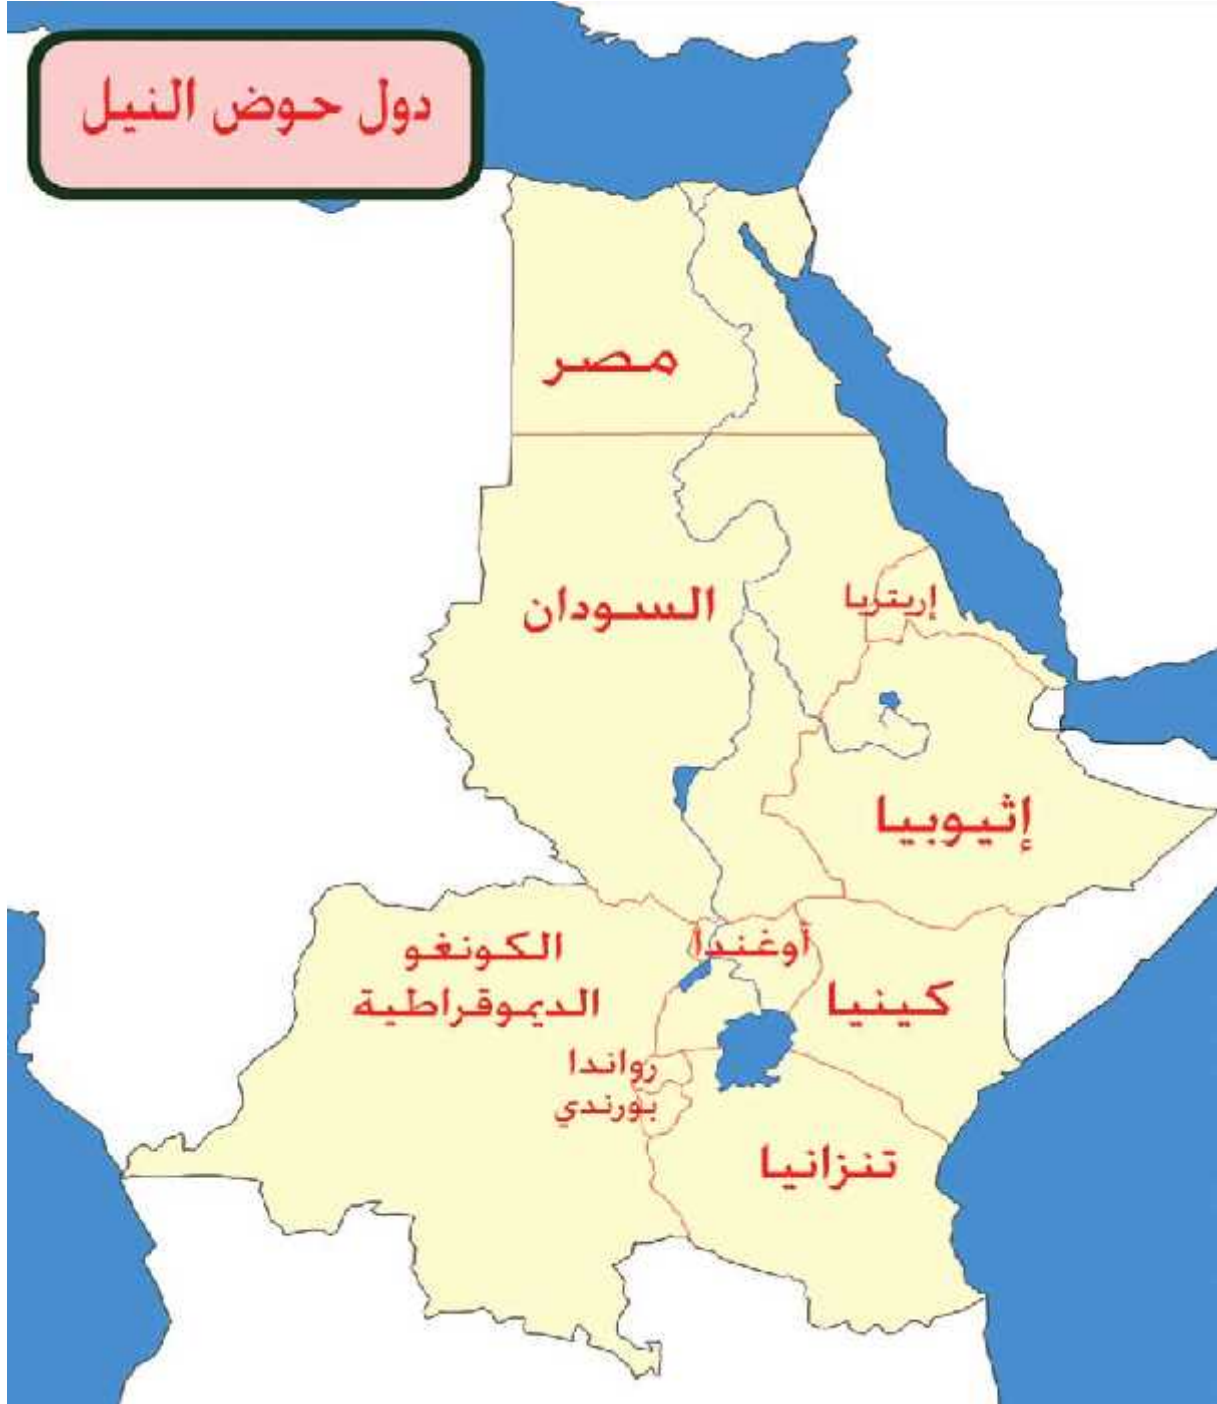 دول حوض النيل
مصر
السودان
إريتريا
إثيوبيا
أوغندا
الكونغو
الديموقراطية
كينيا
رواندا
بورندي
تنزانيا